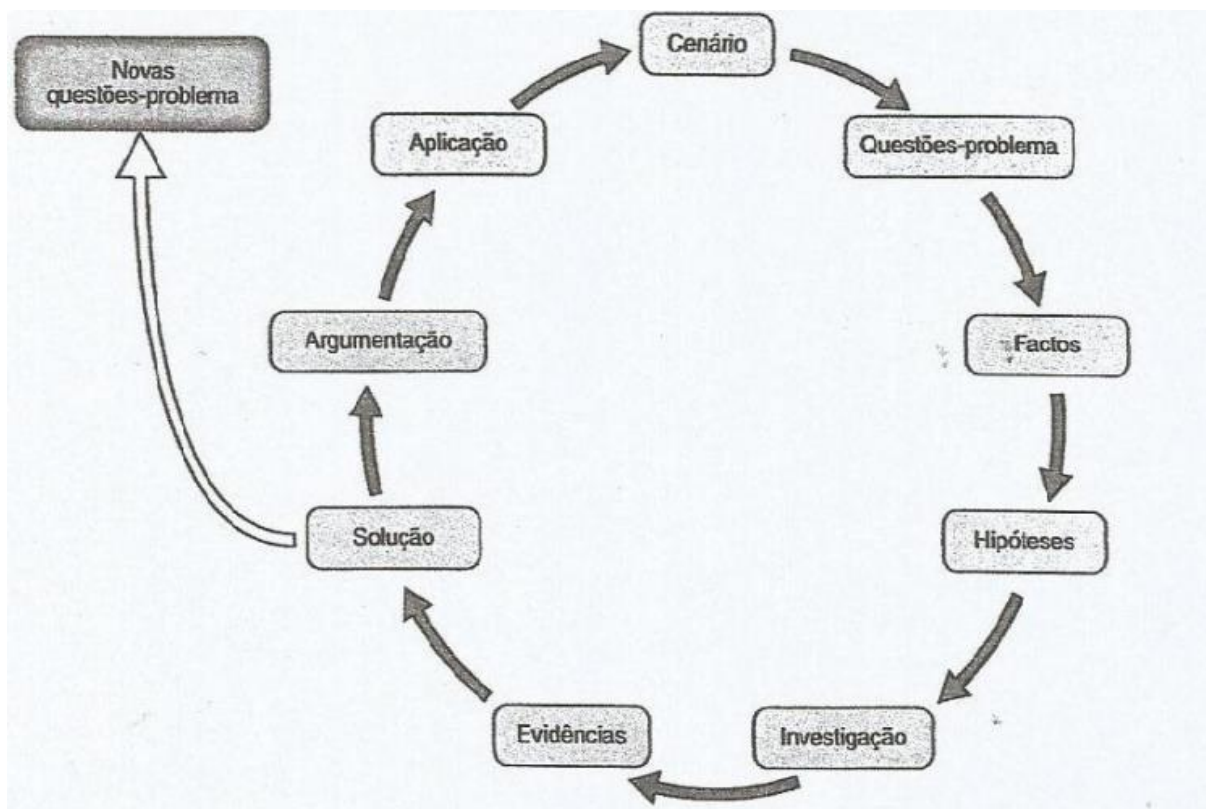 Novas
questões-problema
Cenário
Questões-problema
Factos
Hipóteses
Investigação
Evidências
Solução
Argumentação
Aplicação